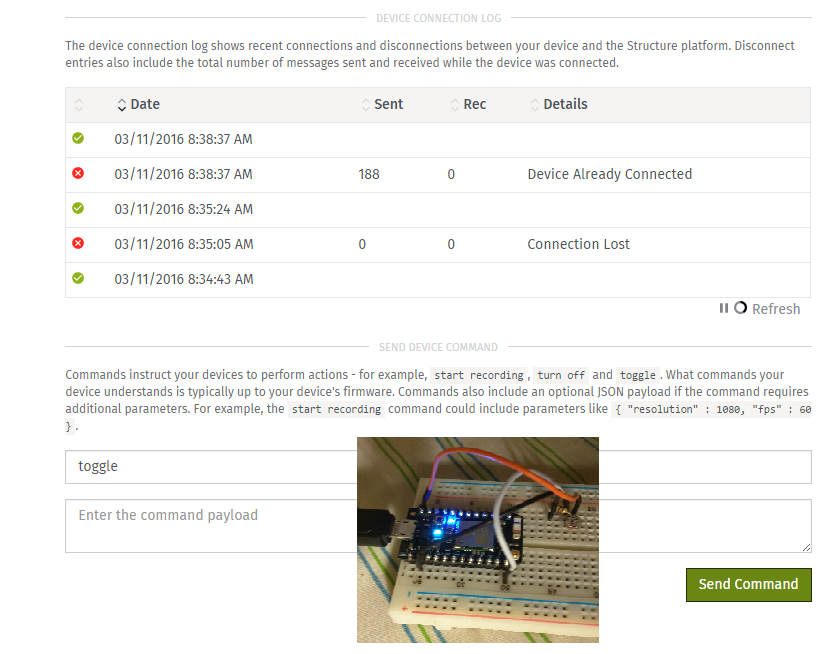 DEVICE CONNECTION LOG
The device connection log shows recent connections and disconnections between your device and the Structure platform. Disconnect
entries also include the total number of messages sent and received while the device was connected.
Date Sent Rec Details
03/11/2016 8:38:37 AM
03/11/2016 8:38:37 AM 188 0 Device Already Connected
03/11/2016 8:35:24 AM
03/11/2016 8:35:05 AM 0 0 Connection Lost
03/11/2016 8:34:43 AM
Refresh
SEND DEVICE COMMAND
Commands instruct your devices to perform actions - for example, start recording, turn off and toggle. What commands your
device understands is typically up to your device's firmware. Commands also include an optional JSON payload if the command requires
additional parameters. For example, the start recording command could include parameters like { "resolution" : 1080, "fps" : 60
}.
toggle
Enter the command payload
Send Command